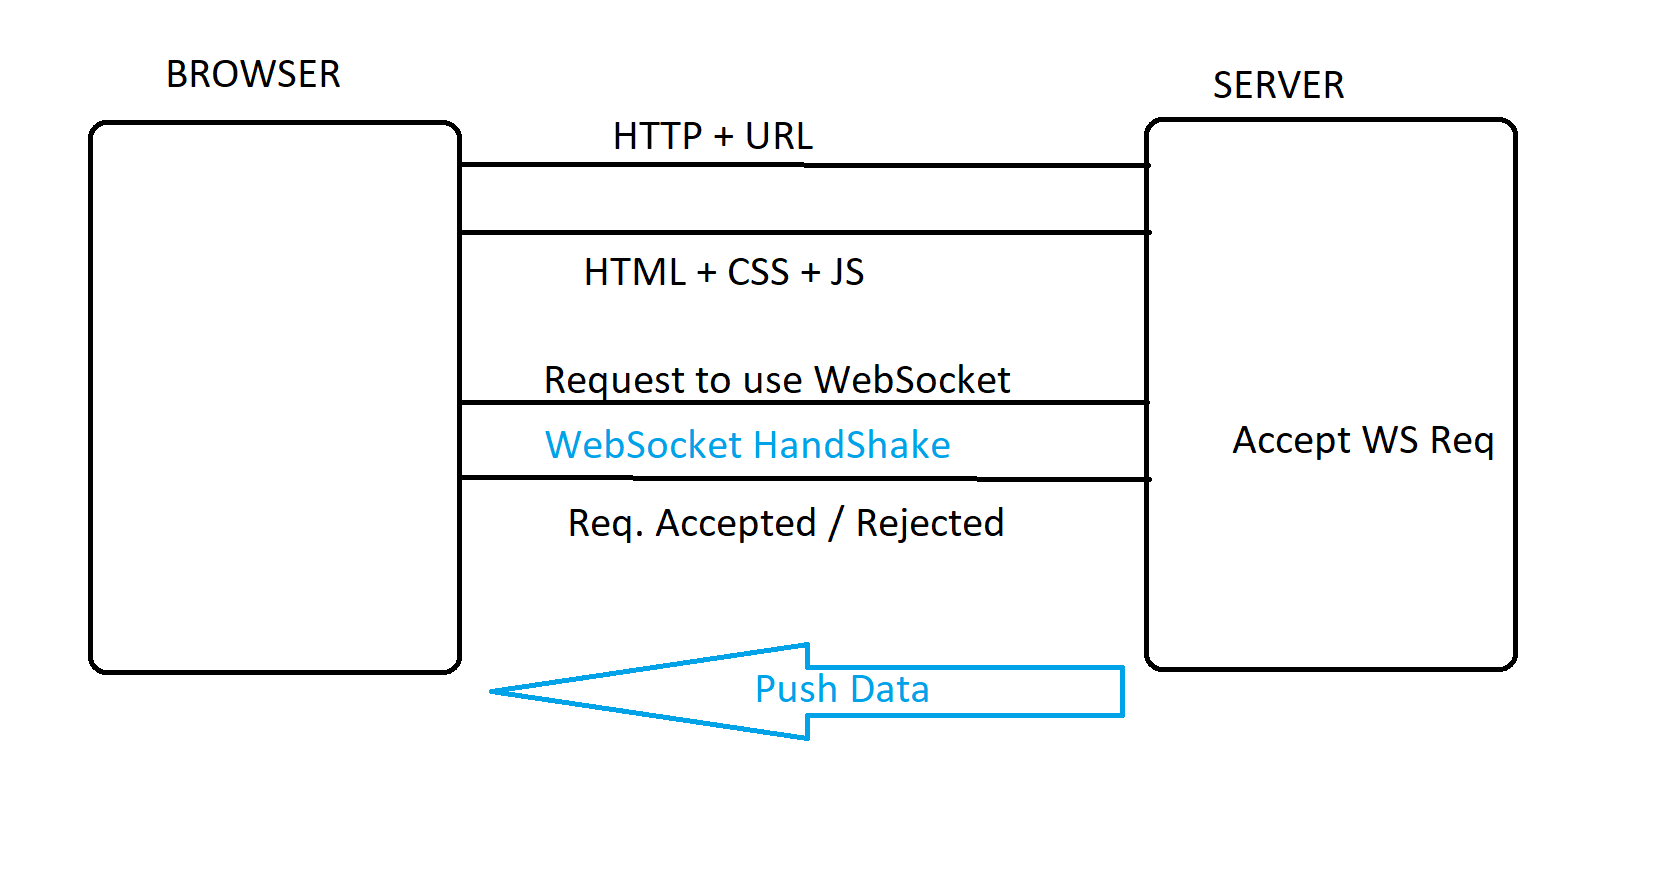 BROWSER
SERVER
HTTP + URL
HTML + CSS + JS
Request to use WebSocket
WebSocket HandShake
Accept WS Req
Req. Accepted / Rejected
Push Data